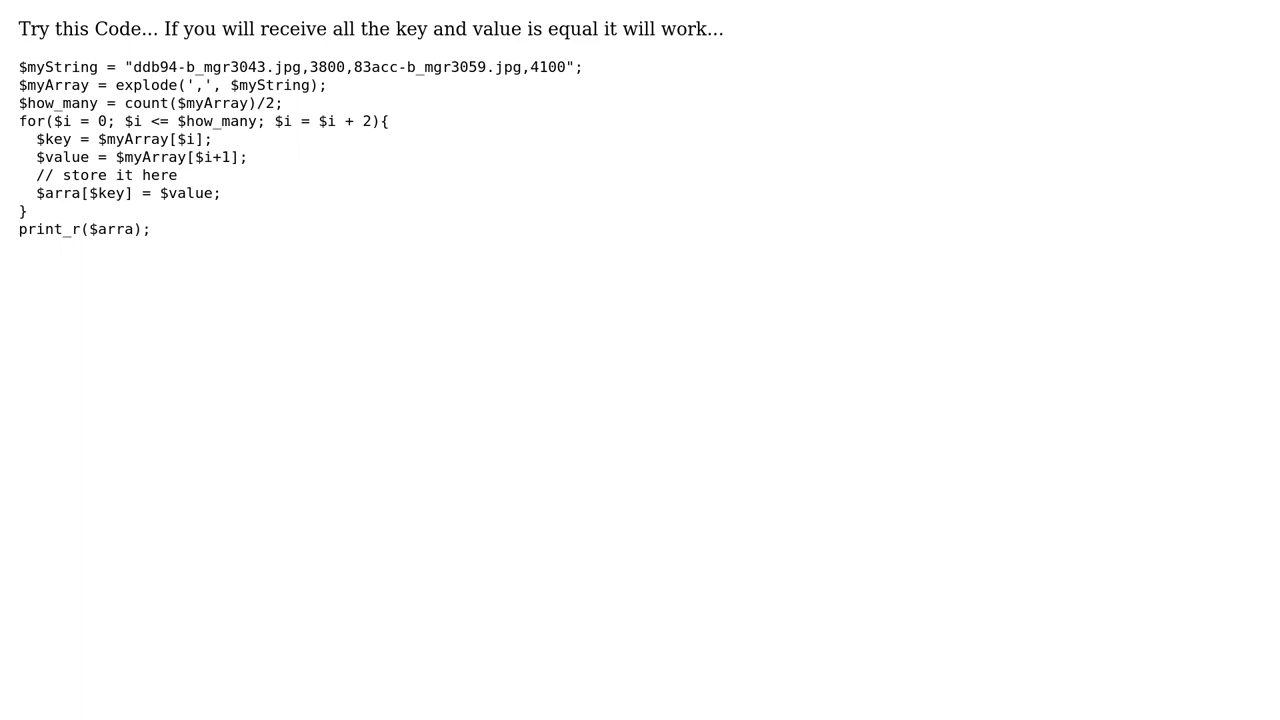 Try this Code... If you will receive all the key and value is equal it will work...
$myString = "ddb94-b_mgr3043.jpg,3800,83acc-b_mgr3059.jpg,4100";
$myArray = explode(',', $myString);
$how_many = count($myArray)/2;
for($i = 0; $i <= $how_many; $i = $i + 2){
  $key = $myArray[$i];
  $value = $myArray[$i+1];
  // store it here
  $arra[$key] = $value;
}
print_r($arra);